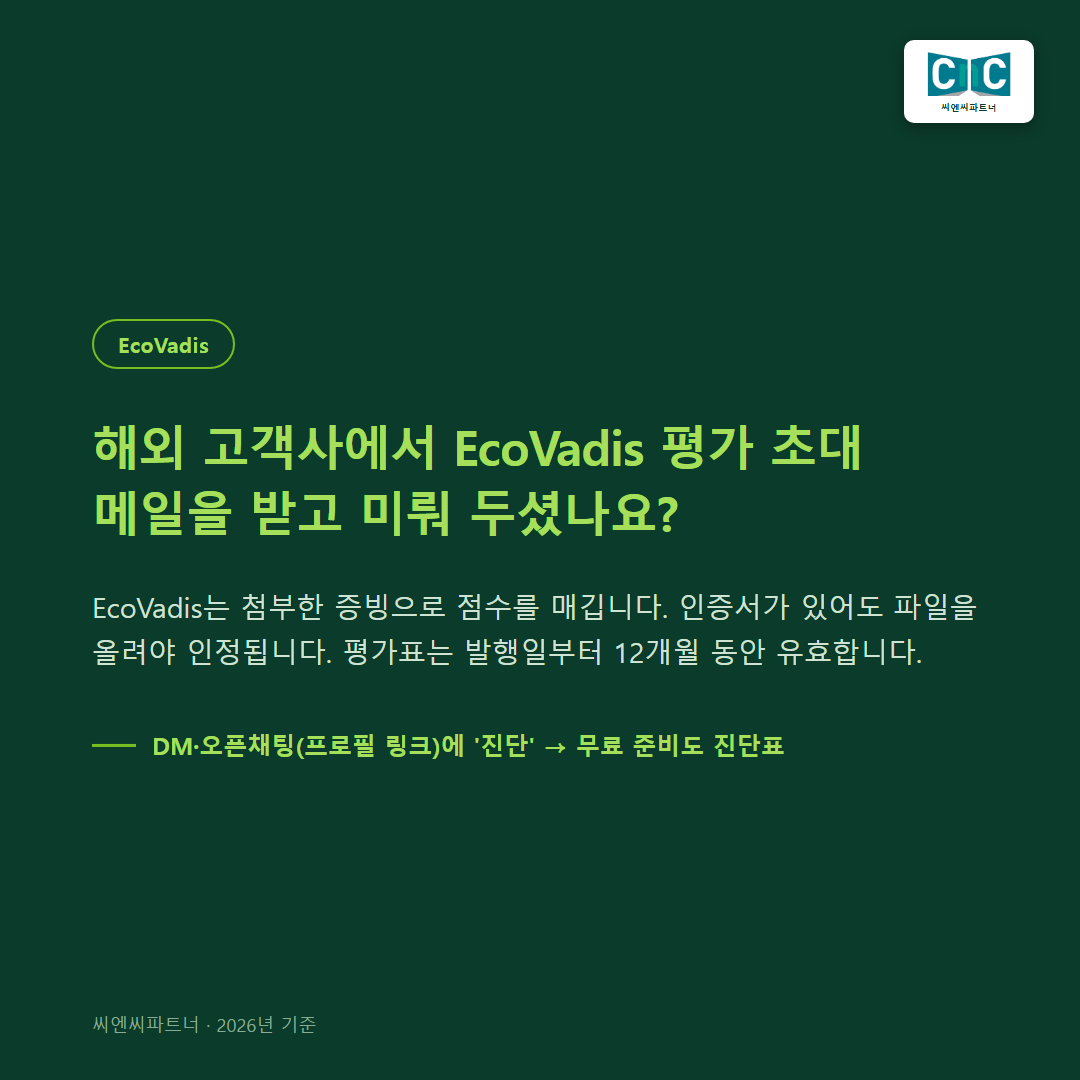 CnC
씨엔씨파트너
EcoVadis
해외 고객사에서 EcoVadis 평가 초대
메일을 받고 미뤄 두셨나요?
EcoVadis는 첨부한 증빙으로 점수를 매깁니다. 인증서가 있어도 파일을
올려야 인정됩니다. 평가표는 발행일부터 12개월 동안 유효합니다.
DM·오픈채팅(프로필 링크)에 '진단' → 무료 준비도 진단표
씨엔씨파트너 · 2026년 기준